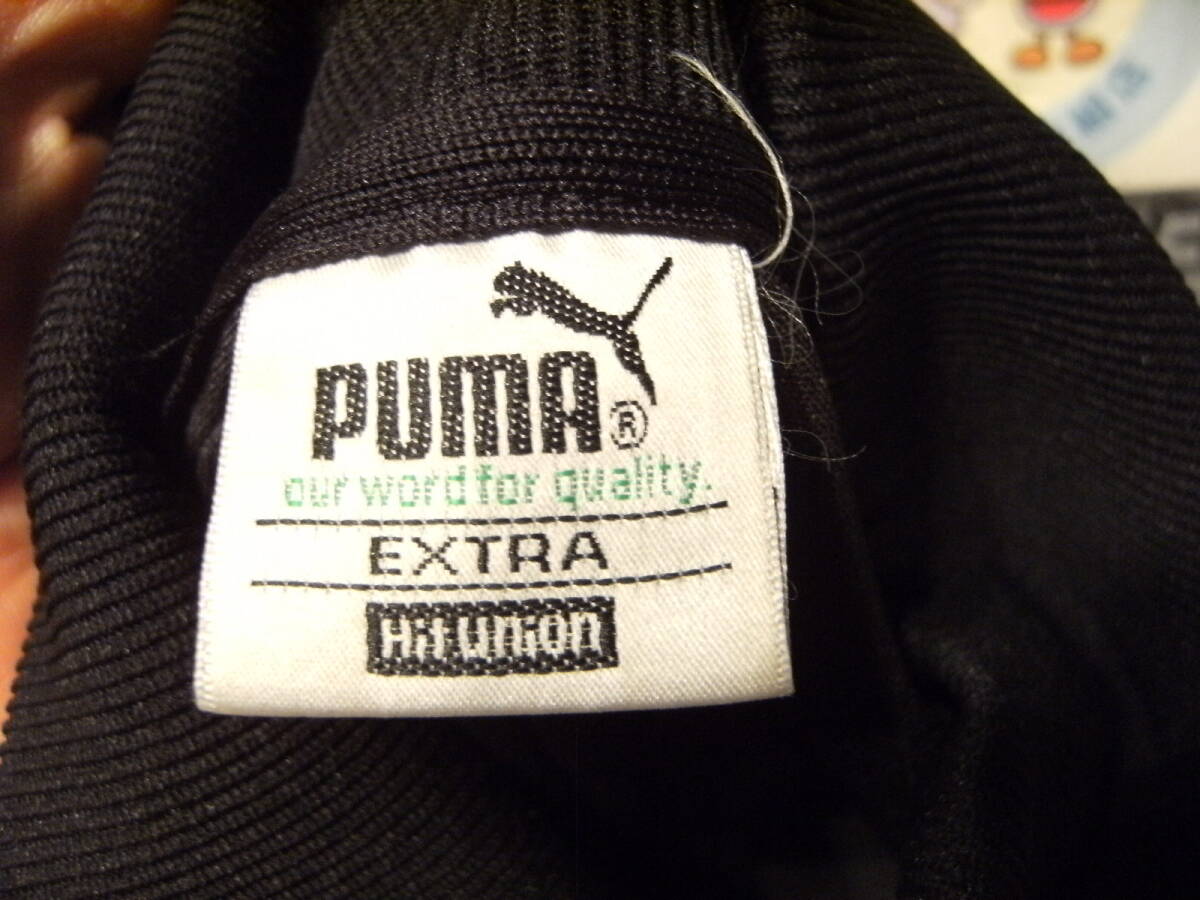 PUMA®
our word for quality.
EXTRA
Hit union